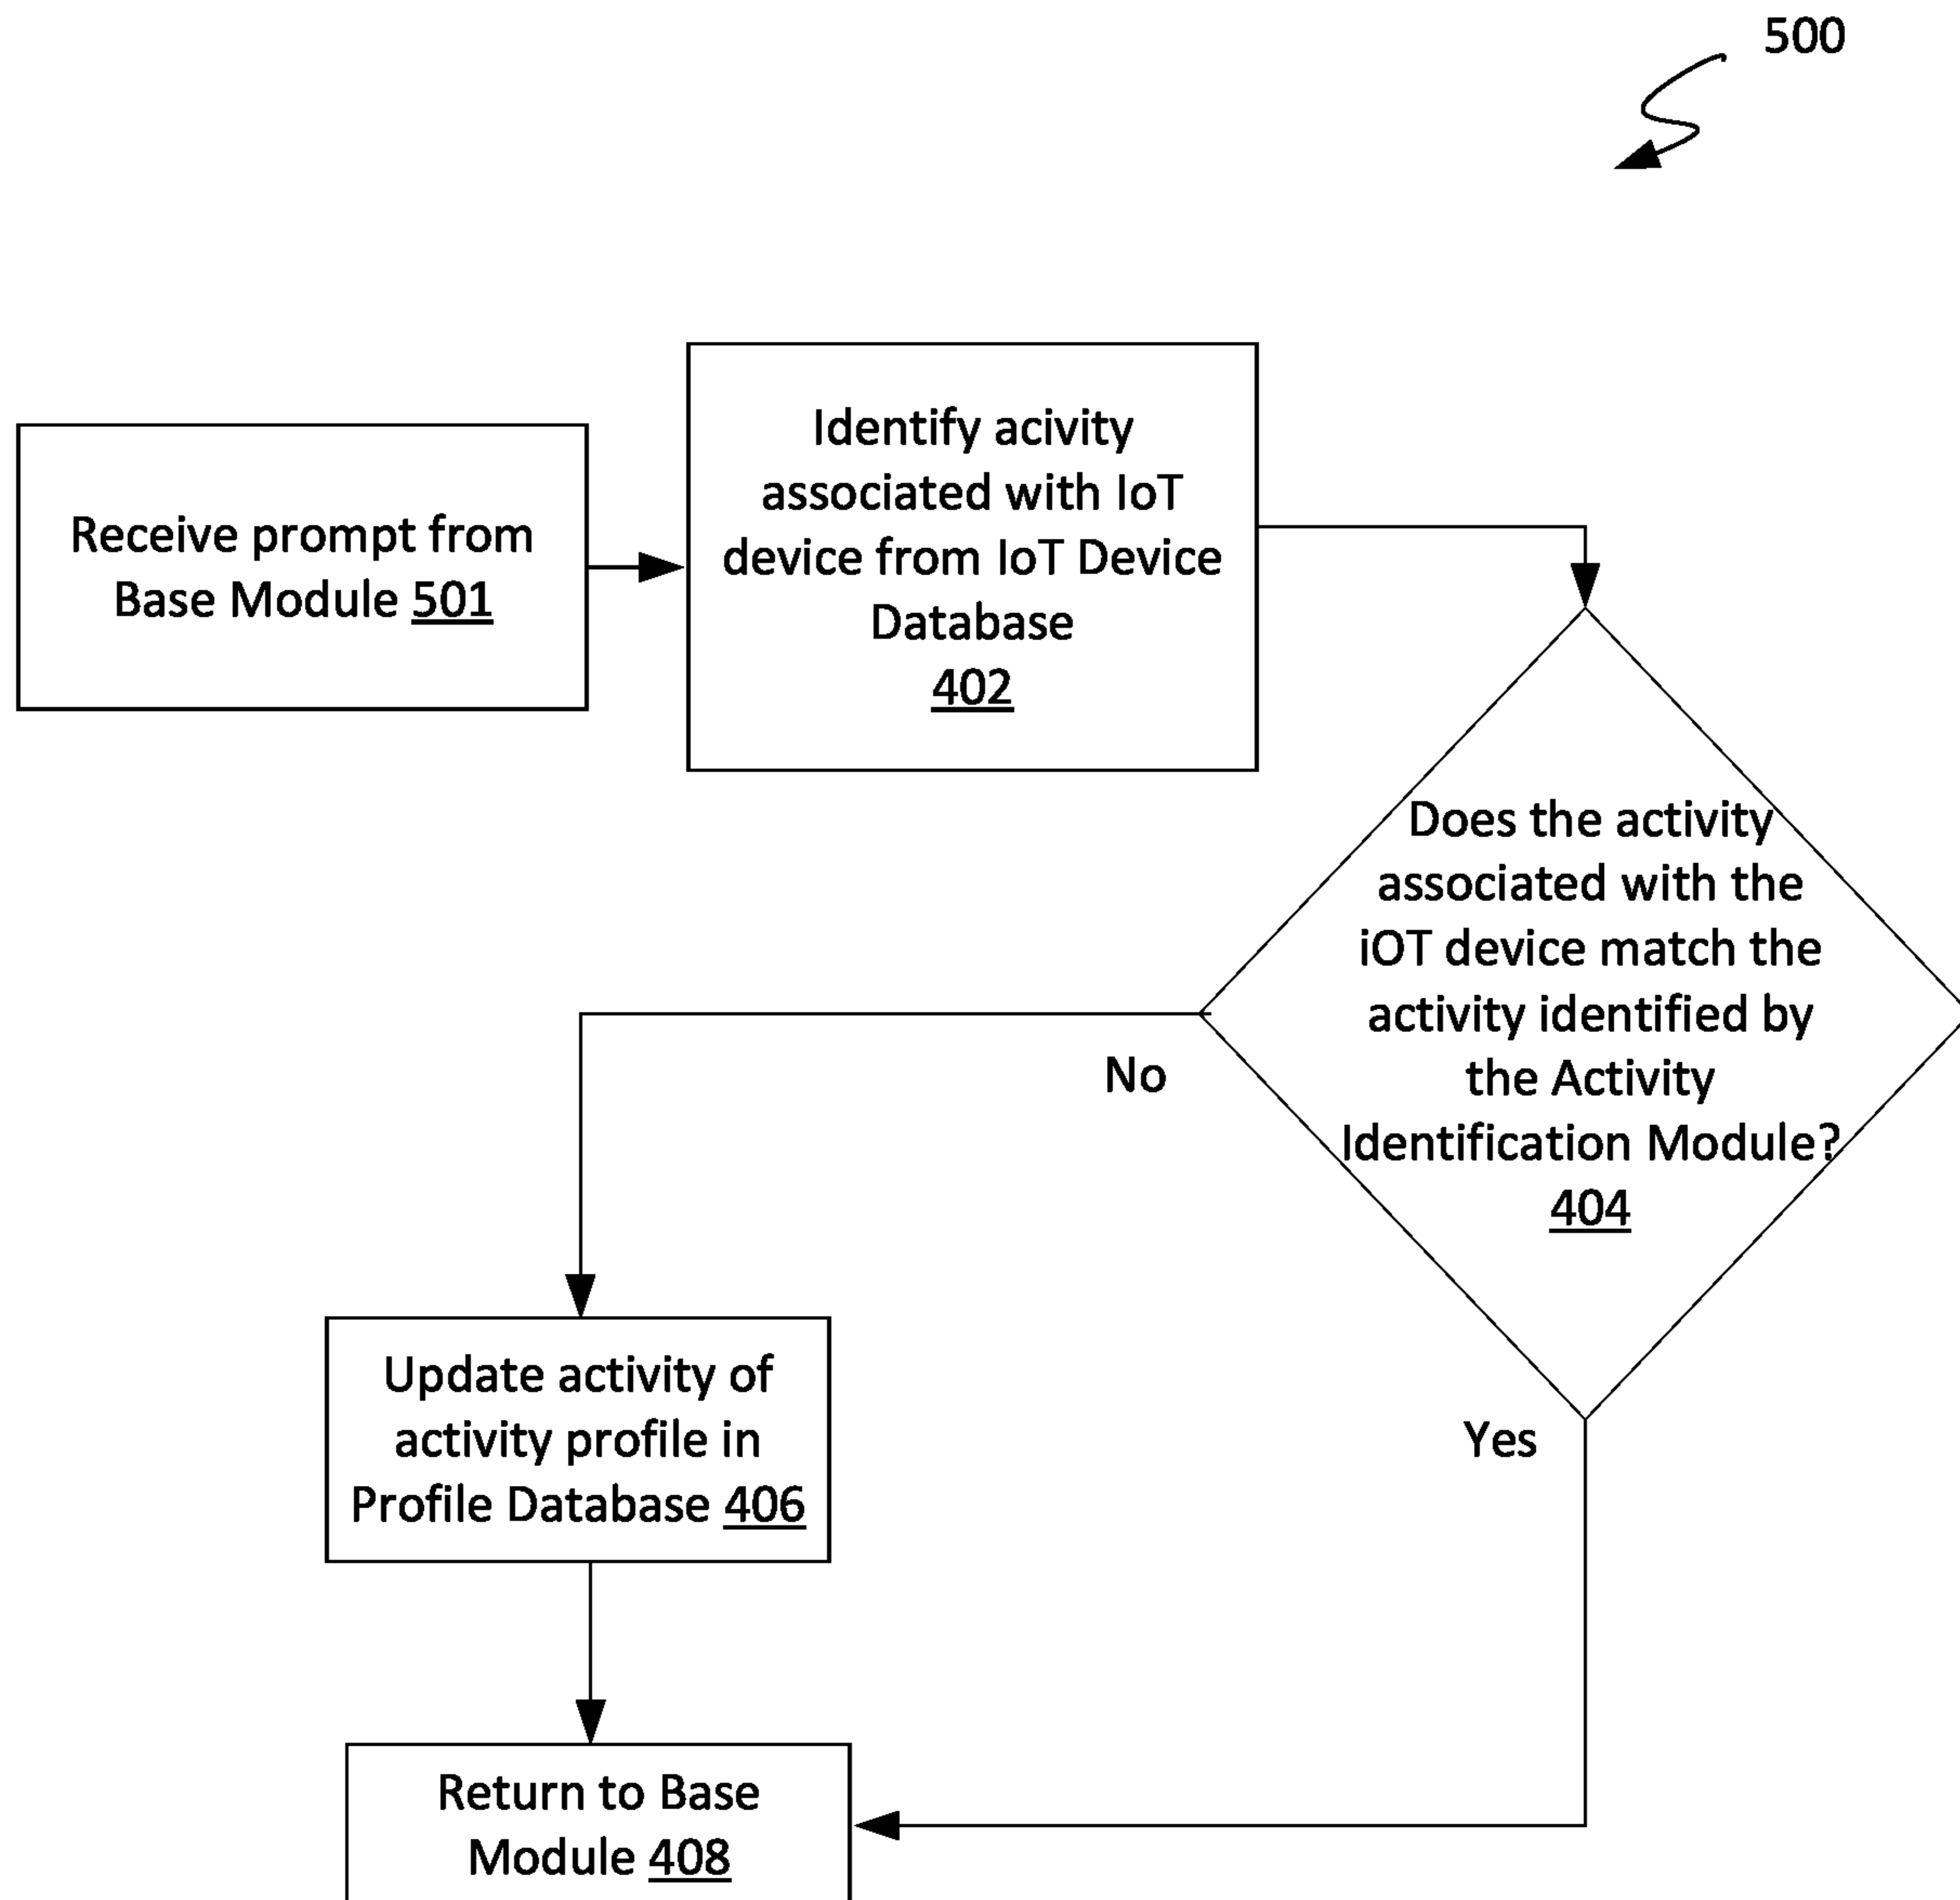 500
Receive prompt from
Base Module 501
Identify acivity
associated with IoT
device from IoT Device
Database
402
Does the activity
associated with the
iOT device match the
activity identified by
the Activity
Identification Module?
404
No
Yes
Update activity of
activity profile in
Profile Database 406
Return to Base
Module 408